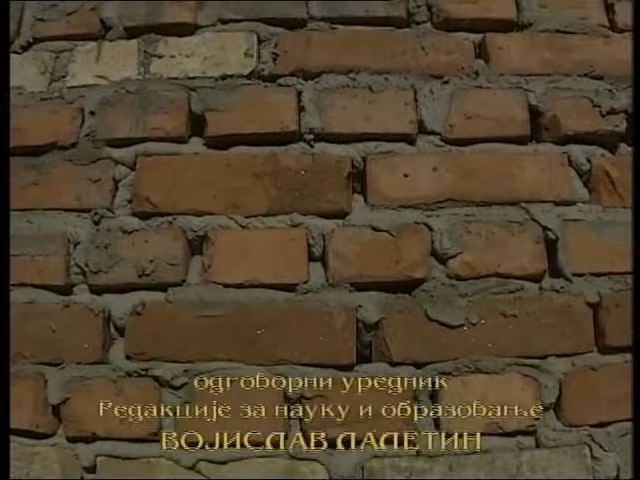 одговорни уредник
Редакције за науку и образовање
ВОЈИСЛАВ ЛАЛЕТИН